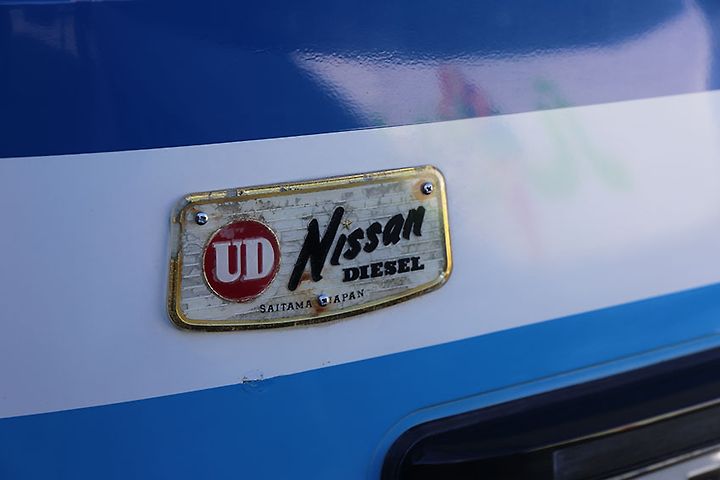 UD
Nissan
DIESEL
SAITAMA JAPAN